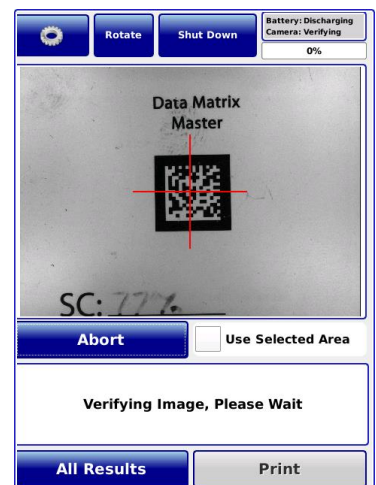 Rotate
Shut Down
Battery: Discharging
Camera: Verifying
0%
Data Matrix
Master
SC: 77%
Abort
Use Selected Area
Verifying Image, Please Wait
All Results
Print